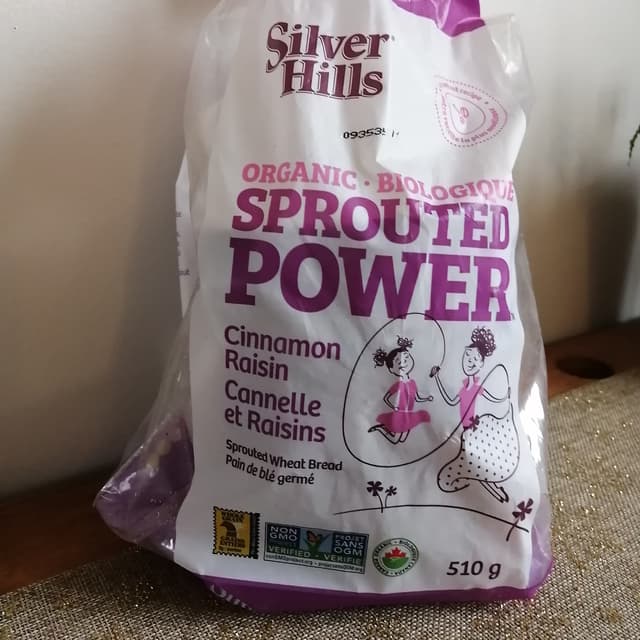 Silver
Hills
ORGANIC · BIOLOGIQUE
SPROUTED
POWER
Cinnamon
Raisin
Cannelle
et Raisins
Sprouted Wheat Bread
Pain de blé germé
NON
GMO
VERIFIED
PROJET
SANS
OGM
VÉRIFIÉ
510 g